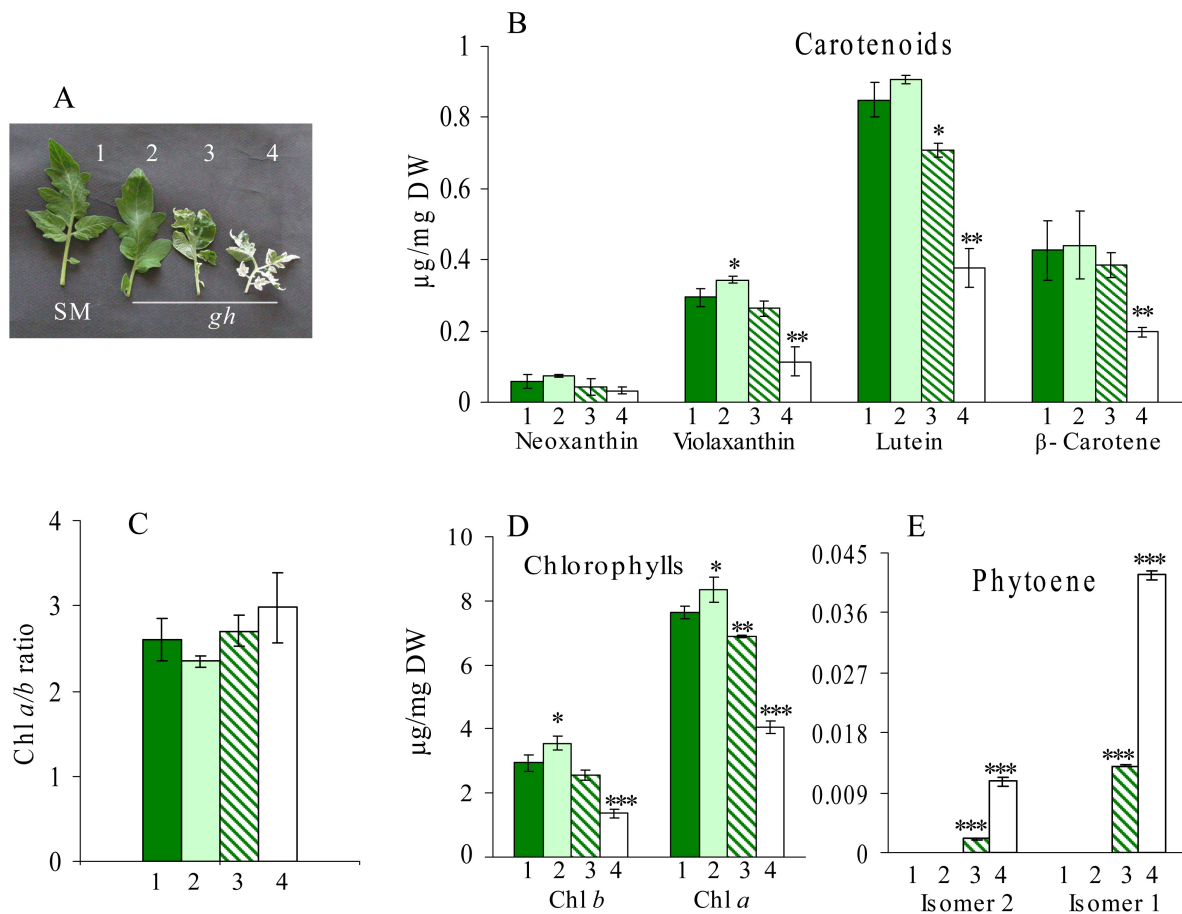 A
1 2 3 4
SM
gh
B
Carotenoids
µg/mg DW
1
0.8
0.6
0.4
0.2
0
*
**
*
**
**
1 2 3 4 1 2 3 4 1 2 3 4 1 2 3 4
Neoxanthin Violaxanthin Lutein β- Carotene
C
Chl a/b ratio
4
3
2
1
0
1 2 3 4
D
Chlorophylls
µg/mg DW
10
8
6
4
2
0
*
***
*
**
***
1 2 3 4 1 2 3 4
Chl b Chl a
E
Phytoene
0.045
0.036
0.027
0.018
0.009
0
***
***
***
***
1 2 3 4 1 2 3 4
Isomer 2 Isomer 1